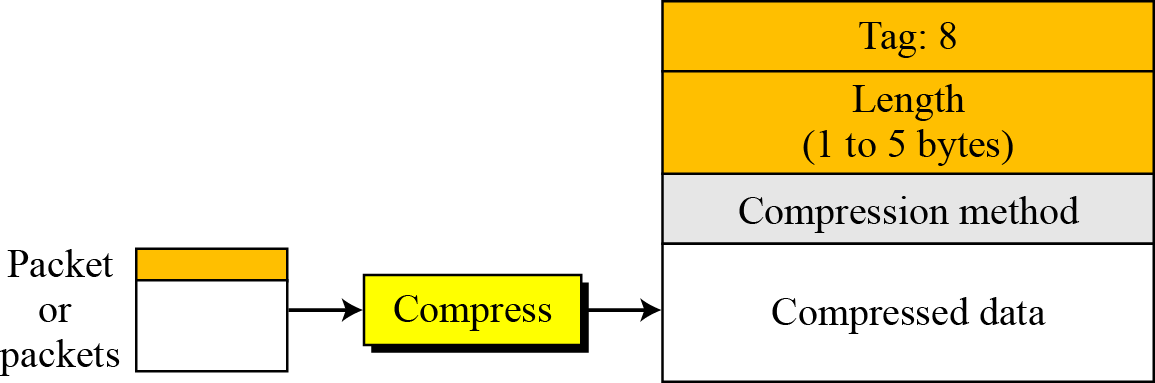 Tag: 8
Length
(1 to 5 bytes)
Compression method
Compressed data
Packet
or
packets
Compress